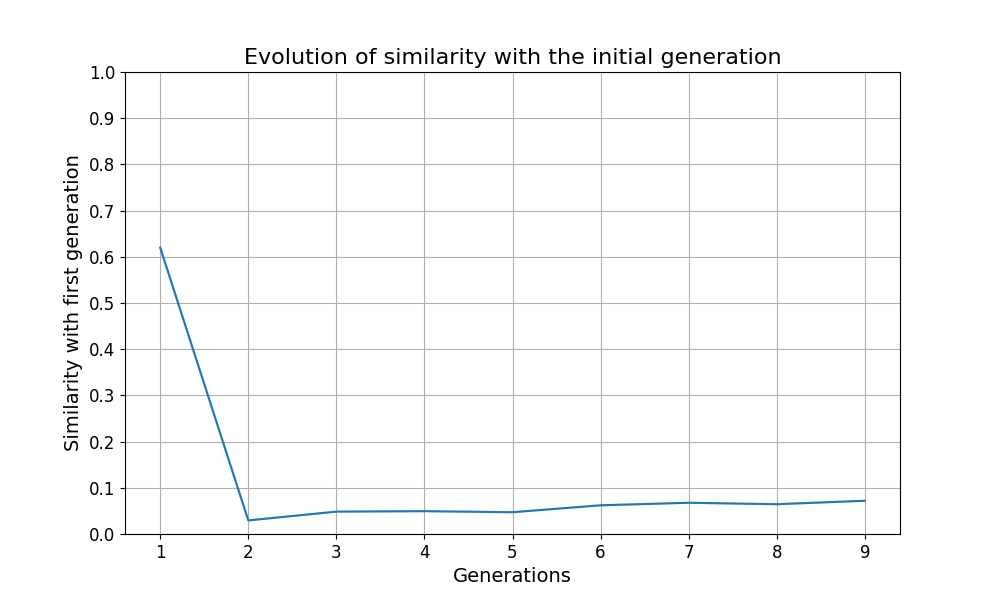 Evolution of similarity with the initial generation
1.0
0.9
0.8
0.7
0.6
0.5
0.4
0.3
0.2
0.1
0.0
Similarity with first generation
1 2 3 4 5 6 7 8 9
Generations